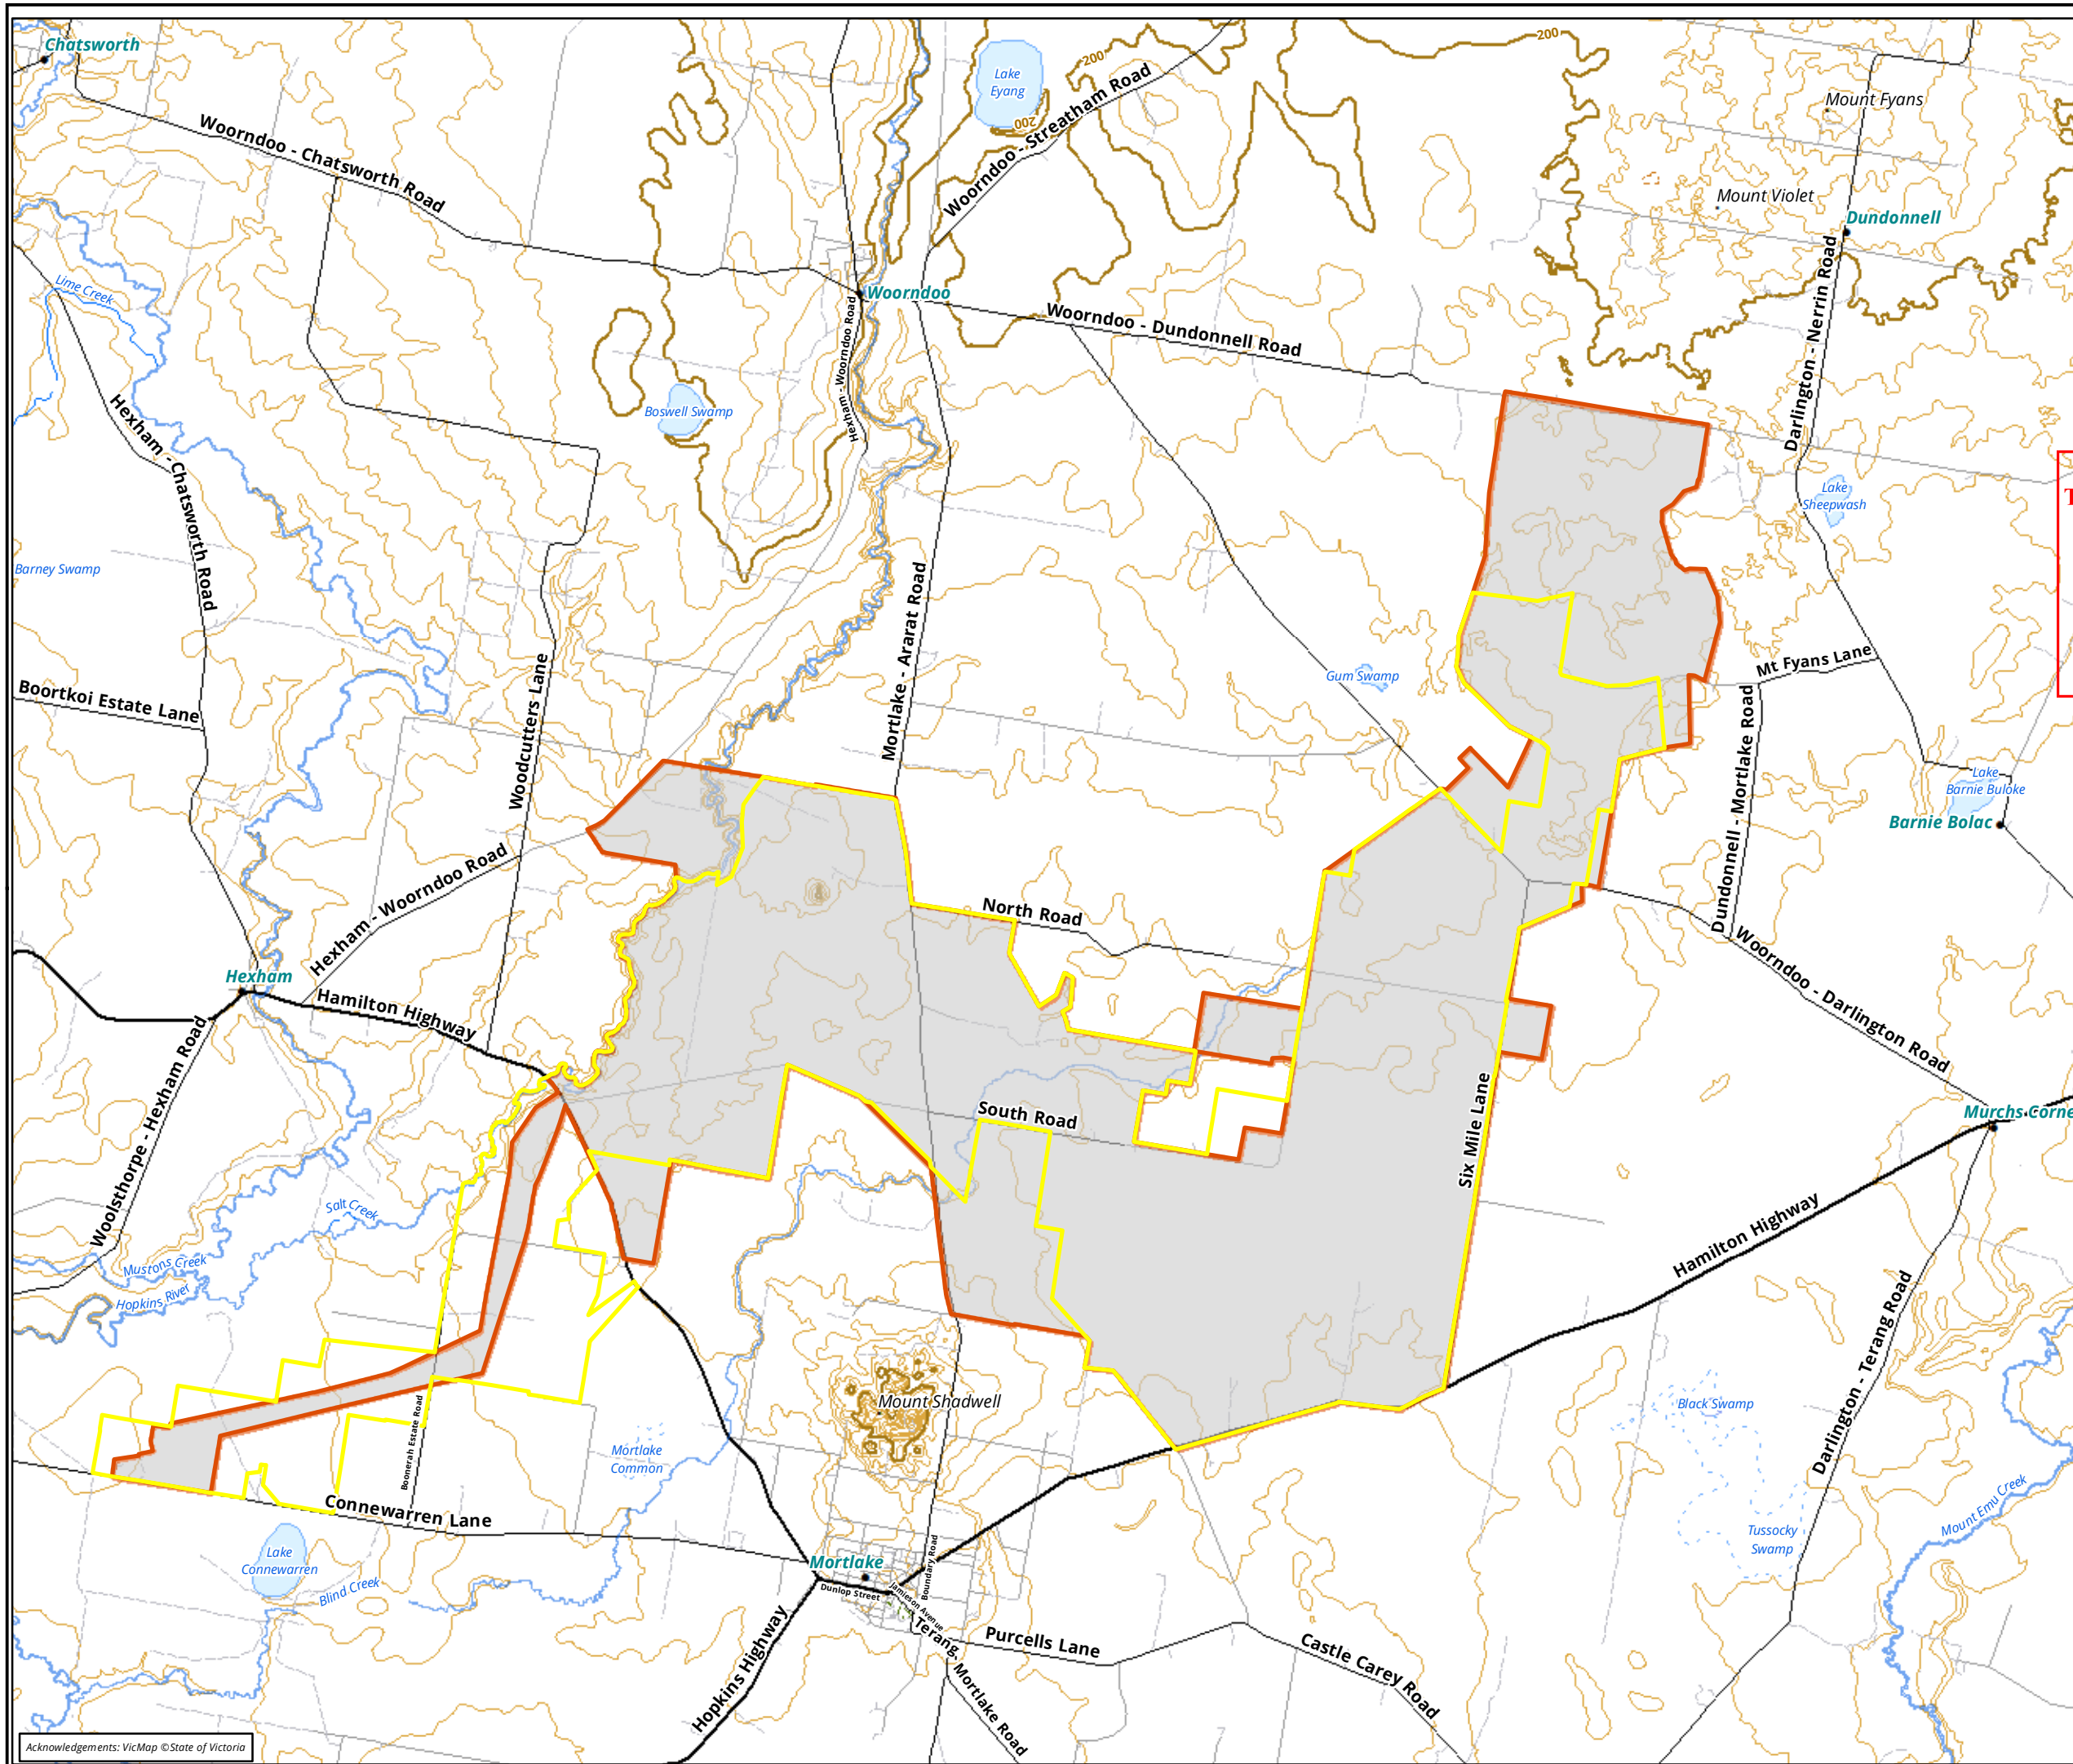 Chatsworth
200
200
Lake
Eyang
200
Woorndoo - Streatham Road
Mount Fyans
Woorndoo - Chatsworth Road
Mount Violet
Dundonnell
Lime Creek
Woorndoo
Woorndoo - Dundonnell Road
Darlington - Nerrin Road
Hexham - Woorndoo Road
Boswell Swamp
Hexham - Chatsworth Road
Lake
Sheepwash
T
Barney Swamp
Mortlake - Ararat Road
Gum Swamp
Mt Fyans Lane
Boortkoi Estate Lane
Woodcutters Lane
Dundonnell - Mortlake Road
Lake
Barnie Buloke
Barnie Bolac
Hexham - Woorndoo Road
North Road
Woorndoo - Darlington Road
Hexham
Hamilton Highway
Woolsthorpe - Hexham Road
South Road
Six Mile Lane
Murchs Corne
Salt Creek
Hamilton Highway
Mustons Creek
Hopkins River
Darlington - Terang Road
Mount Shadwell
Black Swamp
Boonerah Estate Road
Mortlake
Common
Connewarren Lane
Mount Emu Creek
Tussocky
Swamp
Lake
Connewarren
Mortlake
Boundary Road
Blind Creek
Dunlop Street
Jamieson Avenue
Terang- Mortlake Road
Purcells Lane
Castle Carey Road
Hopkins Highway
Acknowledgements: VicMap ©State of Victoria